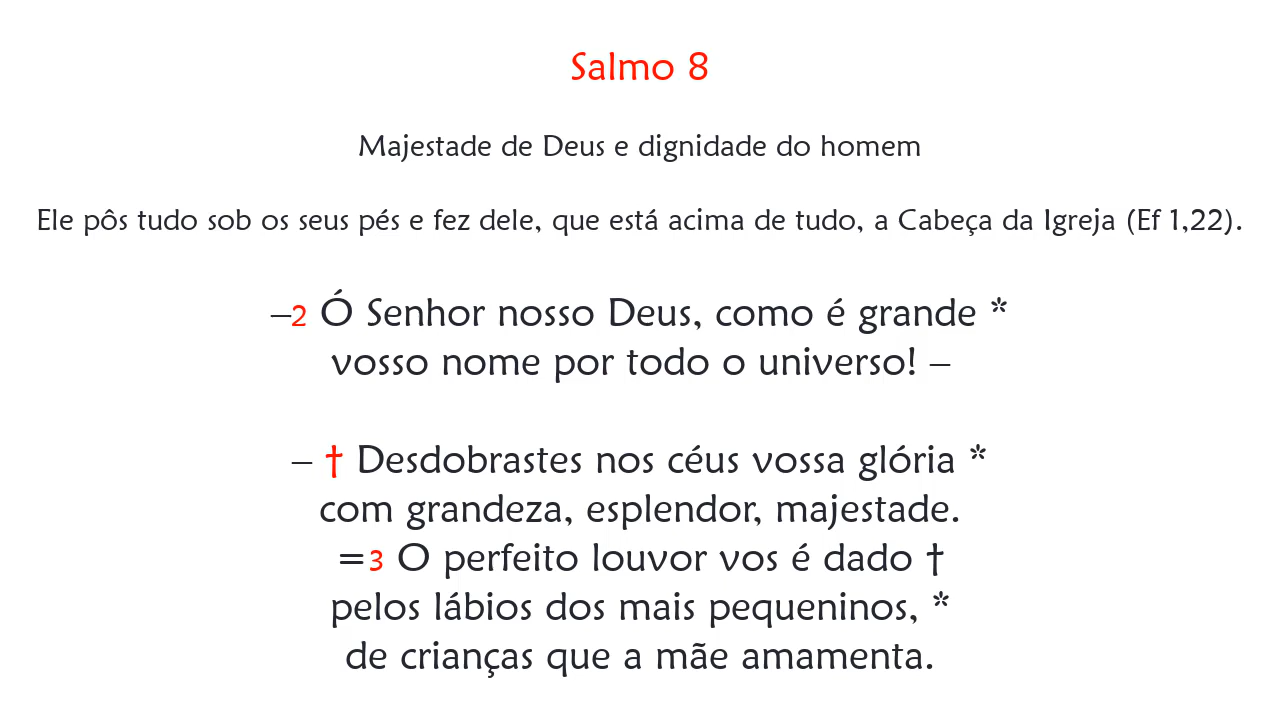 Salmo 8
Majestade de Deus e dignidade do homem
Ele pôs tudo sob os seus pés e fez dele, que está acima de tudo, a Cabeça da Igreja (Ef 1,22).
–2 Ó Senhor nosso Deus, como é grande *
vosso nome por todo o universo! –
– † Desdobrastes nos céus vossa glória *
com grandeza, esplendor, majestade.
=3 O perfeito louvor vos é dado †
pelos lábios dos mais pequeninos, *
de crianças que a mãe amamenta.